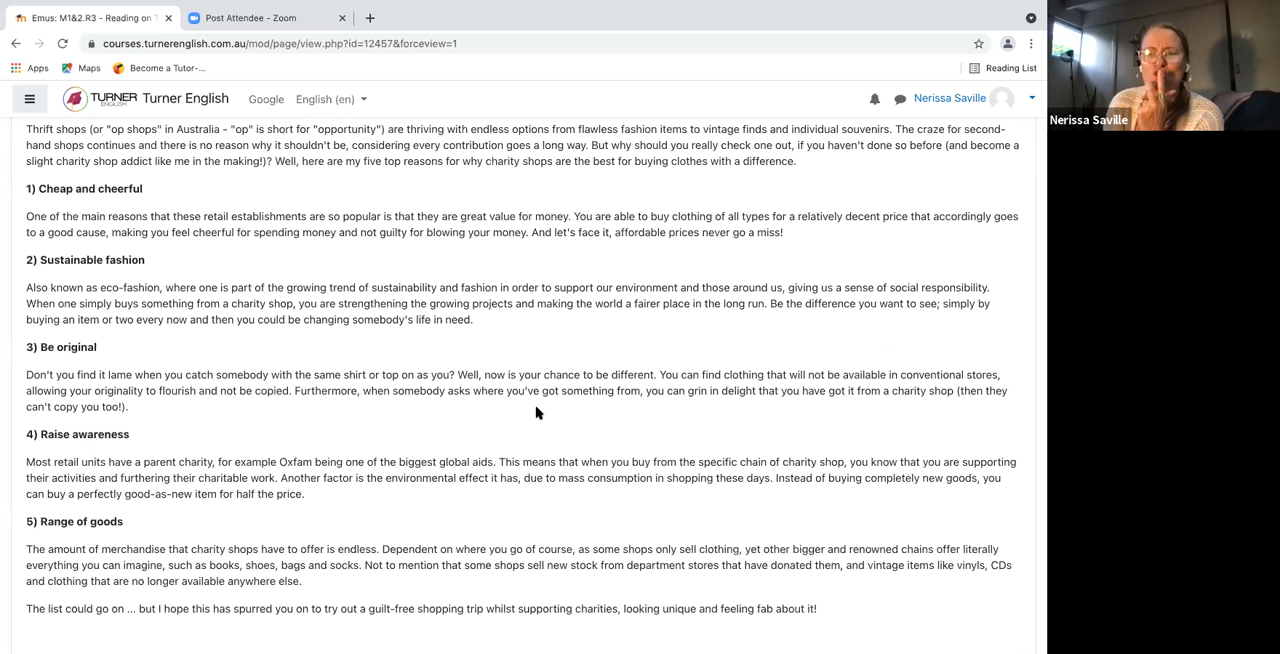 Emus: M1&2.R3 - Reading on T
Post Attendee - Zoom
courses.turnerenglish.com.au/mod/page/view.php?id=12457&forceview=1
Apps Maps Become a Tutor-... Reading List
TURNER ENGLISH Turner English Google English (en) Nerissa Saville
Nerissa Saville
Thrift shops (or "op shops" in Australia - "op" is short for "opportunity") are thriving with endless options from flawless fashion items to vintage finds and individual souvenirs. The craze for second-
hand shops continues and there is no reason why it shouldn't be, considering every contribution goes a long way. But why should you really check one out, if you haven't done so before (and become a
slight charity shop addict like me in the making!)? Well, here are my five top reasons for why charity shops are the best for buying clothes with a difference.
1) Cheap and cheerful
One of the main reasons that these retail establishments are so popular is that they are great value for money. You are able to buy clothing of all types for a relatively decent price that accordingly goes
to a good cause, making you feel cheerful for spending money and not guilty for blowing your money. And let's face it, affordable prices never go a miss!
2) Sustainable fashion
Also known as eco-fashion, where one is part of the growing trend of sustainability and fashion in order to support our environment and those around us, giving us a sense of social responsibility.
When one simply buys something from a charity shop, you are strengthening the growing projects and making the world a fairer place in the long run. Be the difference you want to see; simply by
buying an item or two every now and then you could be changing somebody's life in need.
3) Be original
Don't you find it lame when you catch somebody with the same shirt or top on as you? Well, now is your chance to be different. You can find clothing that will not be available in conventional stores,
allowing your originality to flourish and not be copied. Furthermore, when somebody asks where you've got something from, you can grin in delight that you have got it from a charity shop (then they
can't copy you too!).
4) Raise awareness
Most retail units have a parent charity, for example Oxfam being one of the biggest global aids. This means that when you buy from the specific chain of charity shop, you know that you are supporting
their activities and furthering their charitable work. Another factor is the environmental effect it has, due to mass consumption in shopping these days. Instead of buying completely new goods, you
can buy a perfectly good-as-new item for half the price.
5) Range of goods
The amount of merchandise that charity shops have to offer is endless. Dependent on where you go of course, as some shops only sell clothing, yet other bigger and renowned chains offer literally
everything you can imagine, such as books, shoes, bags and socks. Not to mention that some shops sell new stock from department stores that have donated them, and vintage items like vinyls, CDs
and clothing that are no longer available anywhere else.
The list could go on ... but I hope this has spurred you on to try out a guilt-free shopping trip whilst supporting charities, looking unique and feeling fab about it!